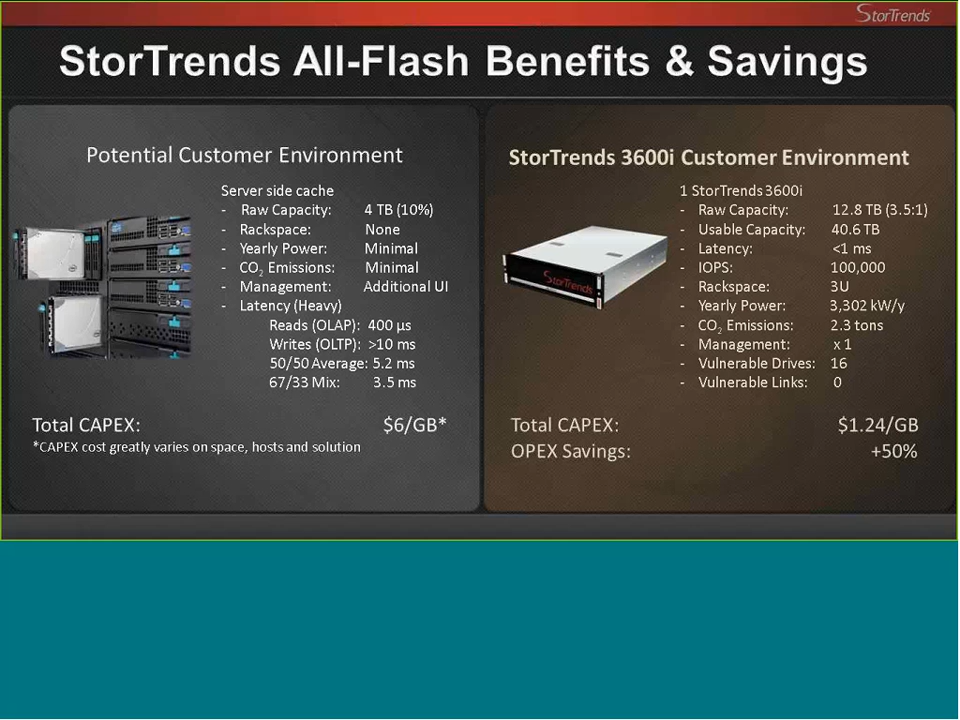 StorTrends
StorTrends All-Flash Benefits & Savings
Potential Customer Environment
Server side cache
- Raw Capacity: 4 TB (10%)
- Rackspace: None
- Yearly Power: Minimal
- CO2 Emissions: Minimal
- Management: Additional UI
- Latency (Heavy)
Reads (OLAP): 400 µs
Writes (OLTP): >10 ms
50/50 Average: 5.2 ms
67/33 Mix: 3.5 ms
Total CAPEX: $6/GB*
*CAPEX cost greatly varies on space, hosts and solution
StorTrends 3600i Customer Environment
StorTrends
1 StorTrends 3600i
- Raw Capacity: 12.8 TB (3.5:1)
- Usable Capacity: 40.6 TB
- Latency: <1 ms
- IOPS: 100,000
- Rackspace: 3U
- Yearly Power: 3,302 kW/y
- CO2 Emissions: 2.3 tons
- Management: x 1
- Vulnerable Drives: 16
- Vulnerable Links: 0
Total CAPEX: $1.24/GB
OPEX Savings: +50%